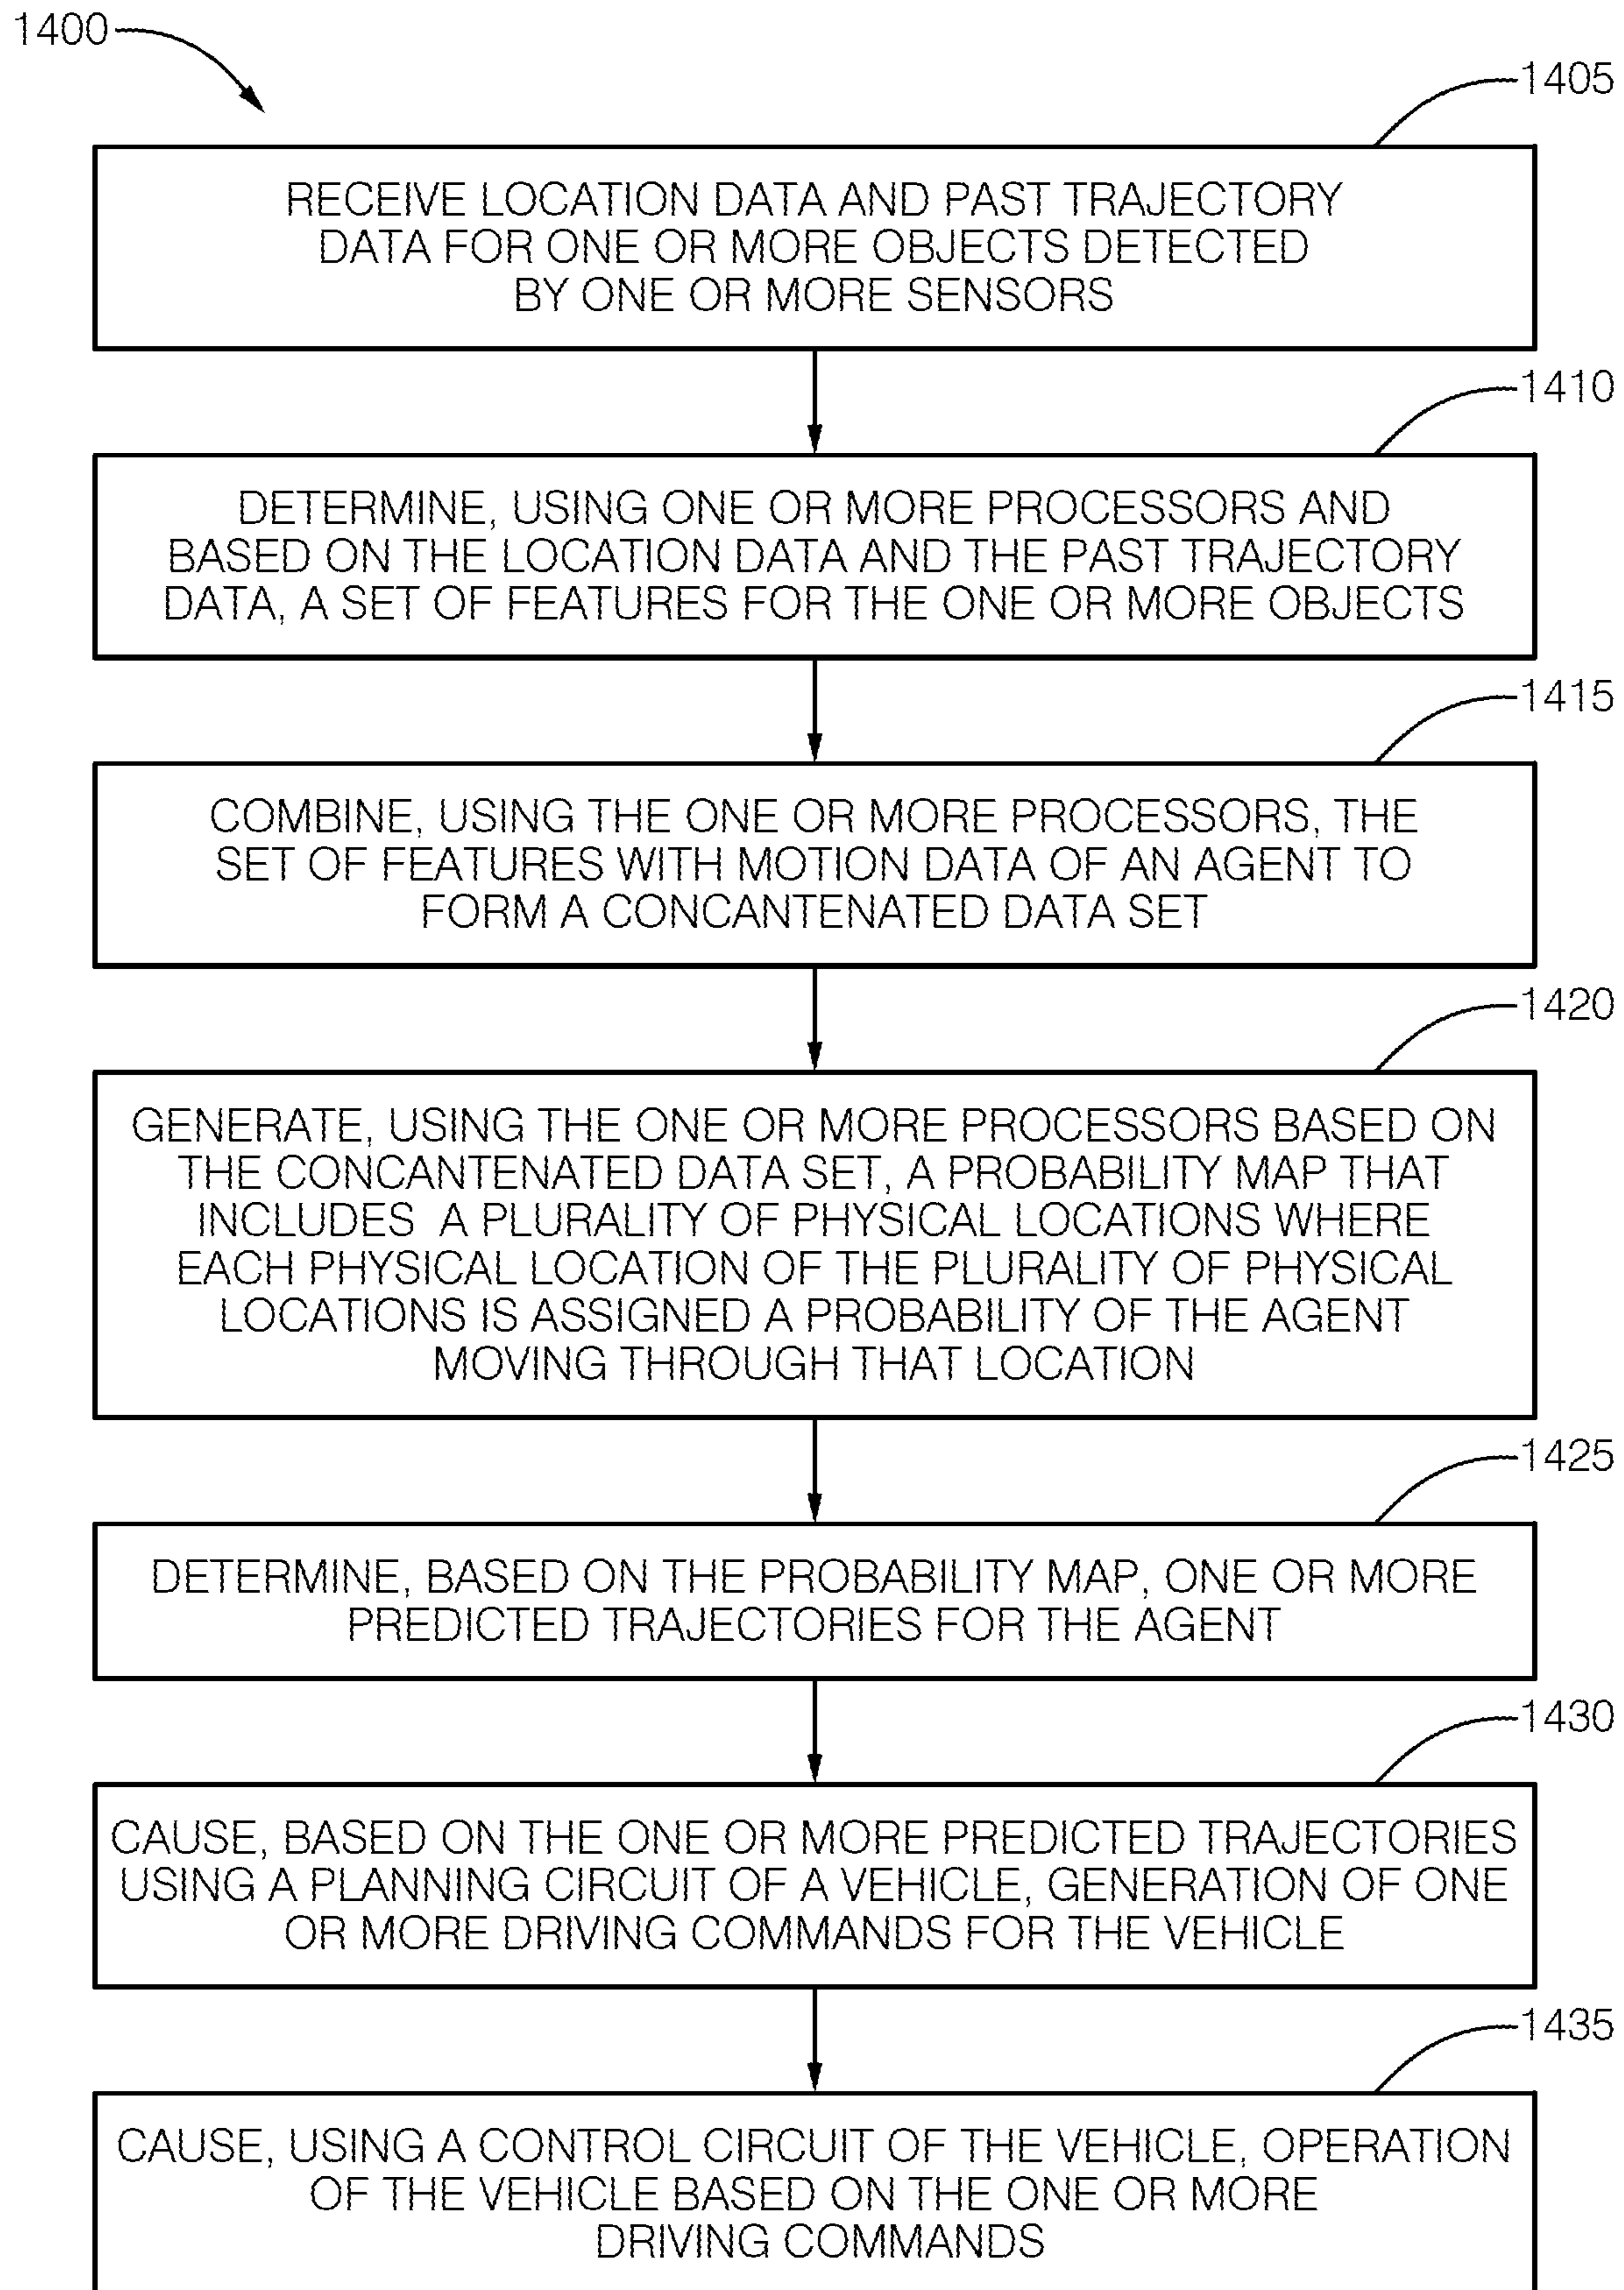 1400
1405
RECEIVE LOCATION DATA AND PAST TRAJECTORY
DATA FOR ONE OR MORE OBJECTS DETECTED
BY ONE OR MORE SENSORS
1410
DETERMINE, USING ONE OR MORE PROCESSORS AND
BASED ON THE LOCATION DATA AND THE PAST TRAJECTORY
DATA, A SET OF FEATURES FOR THE ONE OR MORE OBJECTS
1415
COMBINE, USING THE ONE OR MORE PROCESSORS, THE
SET OF FEATURES WITH MOTION DATA OF AN AGENT TO
FORM A CONCANTENATED DATA SET
1420
GENERATE, USING THE ONE OR MORE PROCESSORS BASED ON
THE CONCANTENATED DATA SET, A PROBABILITY MAP THAT
INCLUDES A PLURALITY OF PHYSICAL LOCATIONS WHERE
EACH PHYSICAL LOCATION OF THE PLURALITY OF PHYSICAL
LOCATIONS IS ASSIGNED A PROBABILITY OF THE AGENT
MOVING THROUGH THAT LOCATION
1425
DETERMINE, BASED ON THE PROBABILITY MAP, ONE OR MORE
PREDICTED TRAJECTORIES FOR THE AGENT
1430
CAUSE, BASED ON THE ONE OR MORE PREDICTED TRAJECTORIES
USING A PLANNING CIRCUIT OF A VEHICLE, GENERATION OF ONE
OR MORE DRIVING COMMANDS FOR THE VEHICLE
1435
CAUSE, USING A CONTROL CIRCUIT OF THE VEHICLE, OPERATION
OF THE VEHICLE BASED ON THE ONE OR MORE
DRIVING COMMANDS